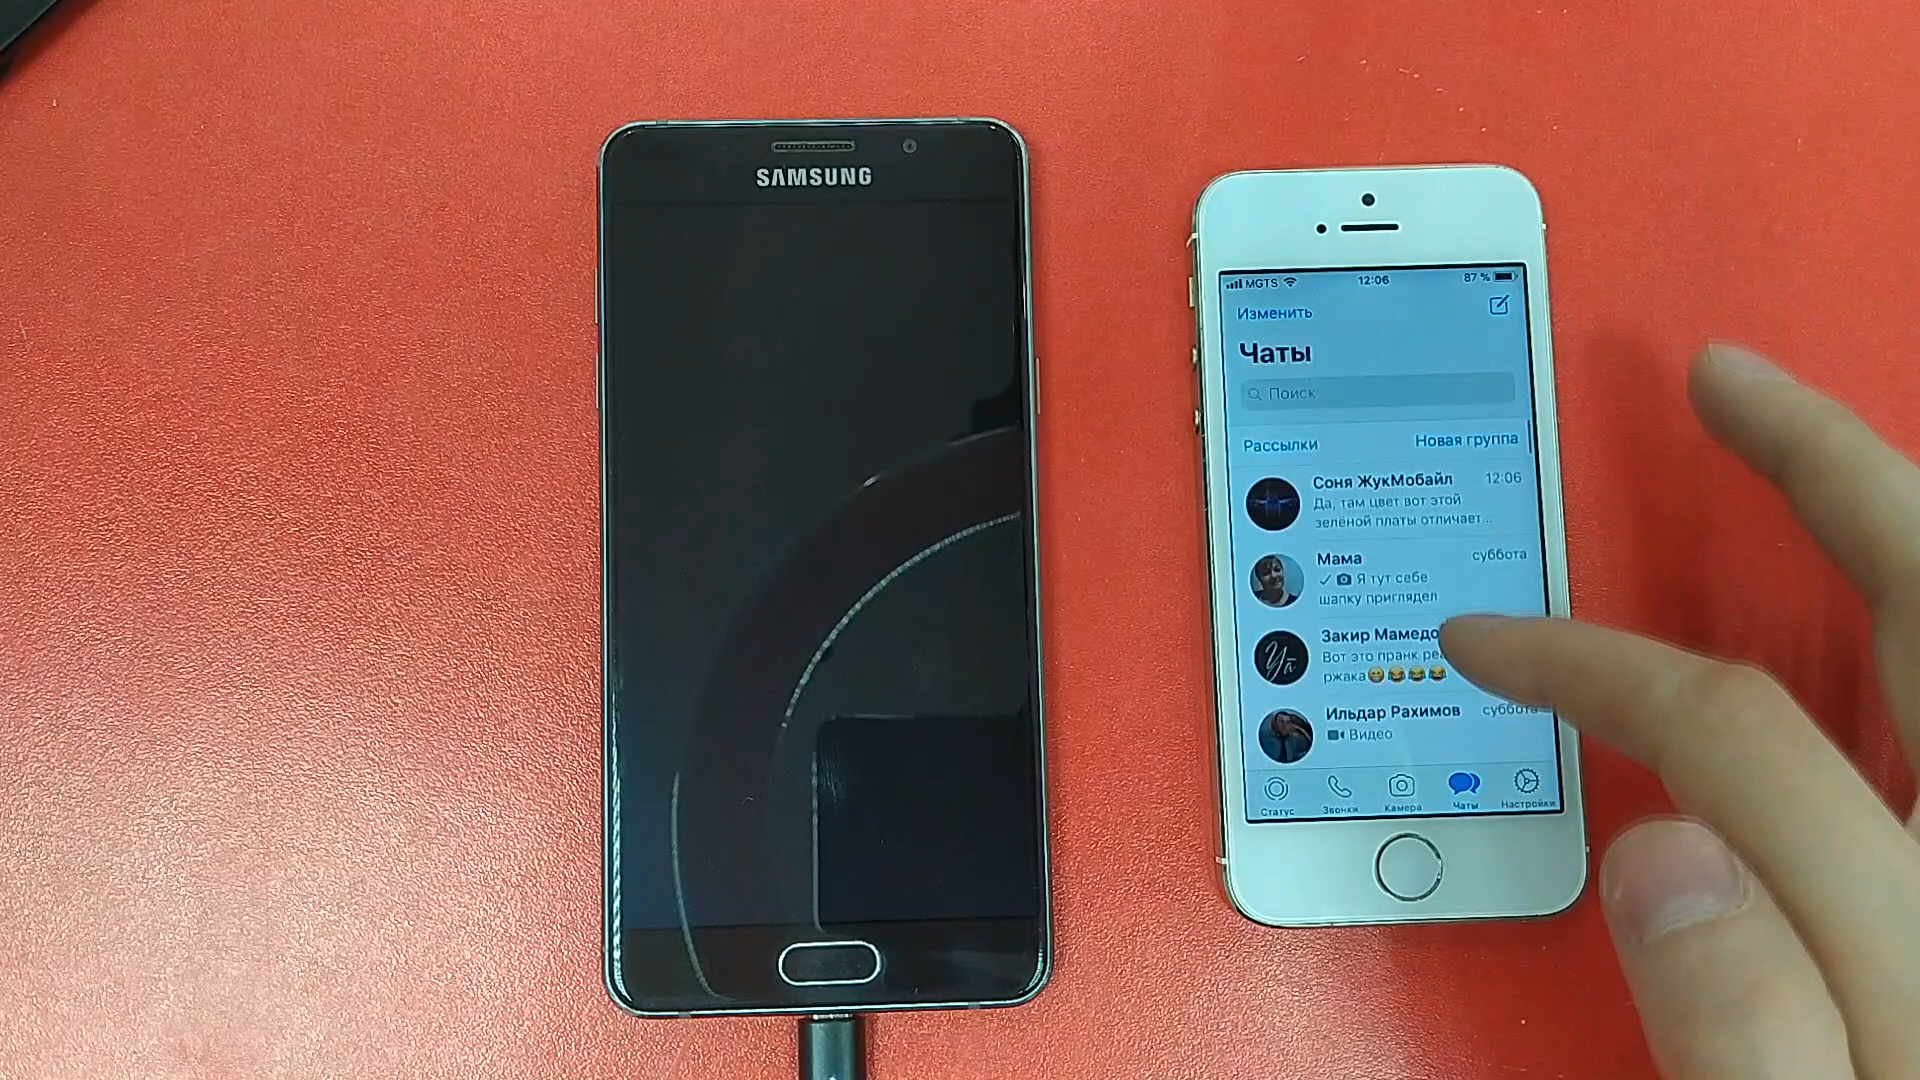 SAMSUNG
MGTS 12:06 87 %
Изменить
Чаты
Поиск
Рассылки Новая группа
Соня ЖукМобайл 12:06
Да, там цвет вот этой
зелёной платы отличает...
Мама суббота
Я тут себе
шапку приглядел
Закир Мамедо
Вот это пранк
ржака😁😂😂😂
Ильдар Рахимов суббота
Видео
Статус Звонки Камера Чаты Настройки